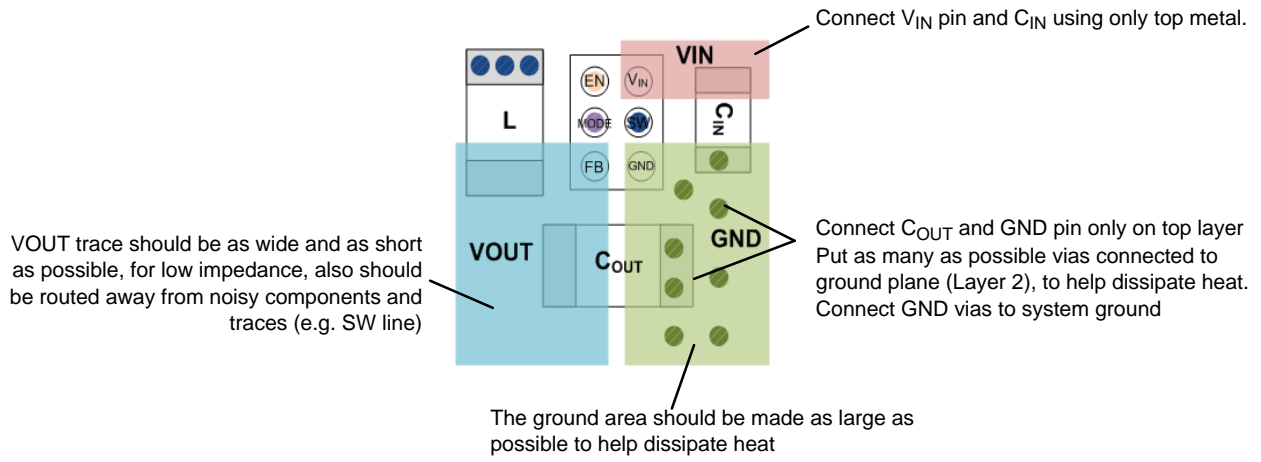 Connect VIN pin and CIN using only top metal.
VIN
EN
VIN
L
MODE
SW
CIN
FB
GND
VOUT trace should be as wide and as short
as possible, for low impedance, also should
be routed away from noisy components and
traces (e.g. SW line)
VOUT
COUT
GND
Connect COUT and GND pin only on top layer
Put as many as possible vias connected to
ground plane (Layer 2), to help dissipate heat.
Connect GND vias to system ground
The ground area should be made as large as
possible to help dissipate heat